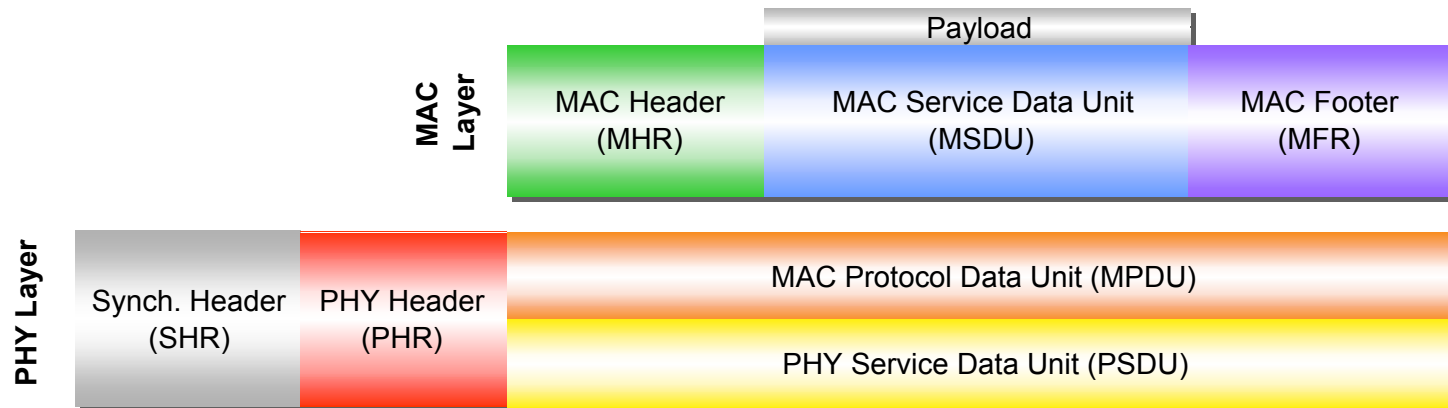 Payload
MAC
Layer
MAC Header
(MHR)
MAC Service Data Unit
(MSDU)
MAC Footer
(MFR)
PHY Layer
Synch. Header
(SHR)
PHY Header
(PHR)
MAC Protocol Data Unit (MPDU)
PHY Service Data Unit (PSDU)